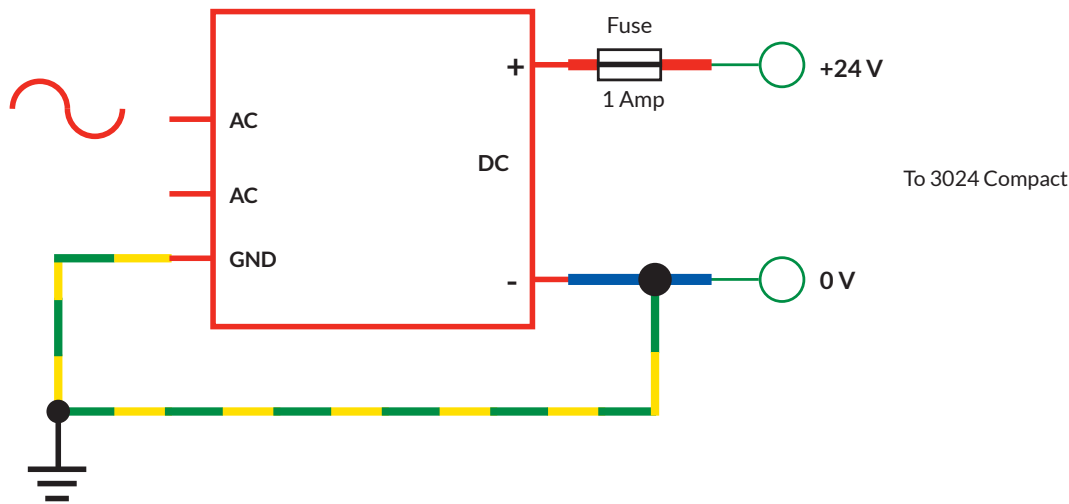 Fuse
+
+24 V
1 Amp
AC
DC
To 3024 Compact
AC
GND
-
0 V